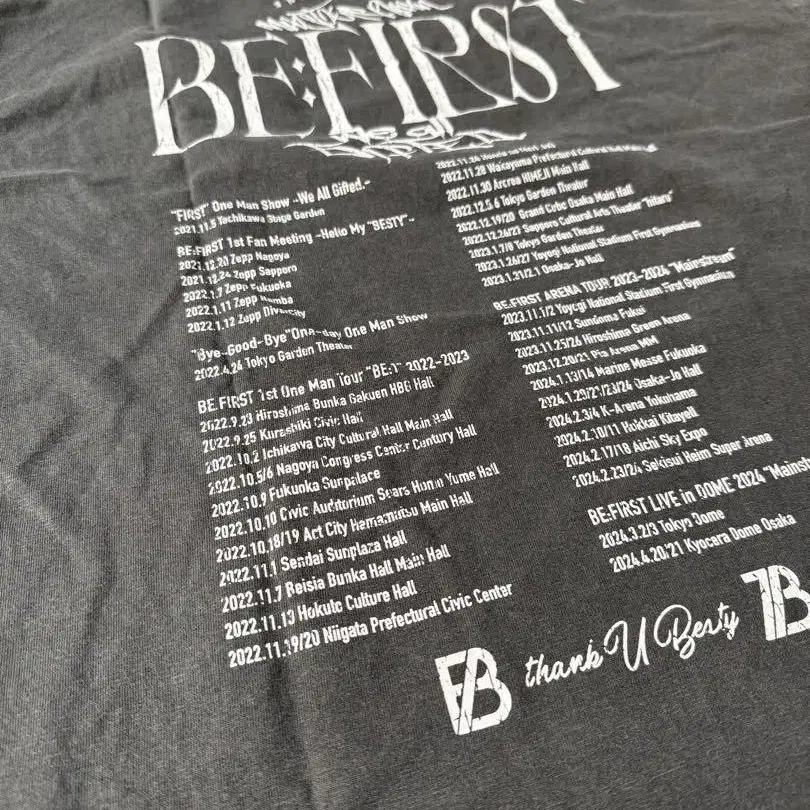 BE:FIRST
We all
"FIRST" One Man Show -We All Gifted.-
2021.11.5 Tachikawa Stage Garden
BE:FIRST 1st Fan Meeting -Hello My "BESTY"-
2021.12.20 Zepp Nagoya
2021.12.24 Zepp Sapporo
2022.1.7 Zepp Fukuoka
2022.1.11 Zepp Namba
2022.1.12 Zepp DiverCity
"Bye-Good-Bye"One-day One Man Show
2022.4.24 Tokyo Garden Theater
BE:FIRST 1st One Man Tour "BE:1" 2022-2023
2022.9.23 Hiroshima Bunka Gakuen HBG Hall
2022.9.25 Kurashiki Civic Hall
2022.10.2 Ichikawa City Cultural Hall Main Hall
2022.10.5/6 Nagoya Congress Center Century Hall
2022.10.9 Fukuoka Sunpalace
2022.10.10 Civic Auditorium Sears Home Yume Hall
2022.10.18/19 Act City Hamamatsu Main Hall
2022.11.1 Sendai Sunplaza Hall
2022.11.7 Beisia Bunka Hall Main Hall
2022.11.13 Hokuto Culture Hall
2022.11.19/20 Niigata Prefectural Civic Center
2022.11.28 Wakayama Prefectural Cultural Hall
2022.11.30 Arcrea HIMEJI Main Hall
2022.12.5.6 Tokyo Garden Theater
2022.12.19/20 Grand Cube Osaka Main Hall
2022.12.26/27 Sapporo Cultural Arts Theater "hitaru"
2023.1.7/8 Tokyo Garden Theater
2023.1.26/27 Yoyogi National Stadium First Gymnasium
2023.1.31/2.1 Osaka-Jo Hall
BE:FIRST ARENA TOUR 2023-2024 "Mainstream"
2023.11.1/2 Yoyogi National Stadium First Gymnasium
2023.11.11/12 Sundome Fukui
2023.11.25/26 Hiroshima Green Arena
2023.12.20/21 Pia Arena MM
2024.1.13/14 Marine Messe Fukuoka
2024.1.20/21/23/24 Osaka-Jo Hall
2024.2.3/4 K-Arena Yokohama
2024.2.10/11 Hokkai Kitayell
2024.2.17/18 Aichi Sky Expo
2024.2.23/24 Sekisui Heim Super Arena
BE:FIRST LIVE in DOME 2024 "Mainst
2024.3.2/3 Tokyo Dome
2024.4.20/21 Kyocera Dome Osaka
thank U Besty